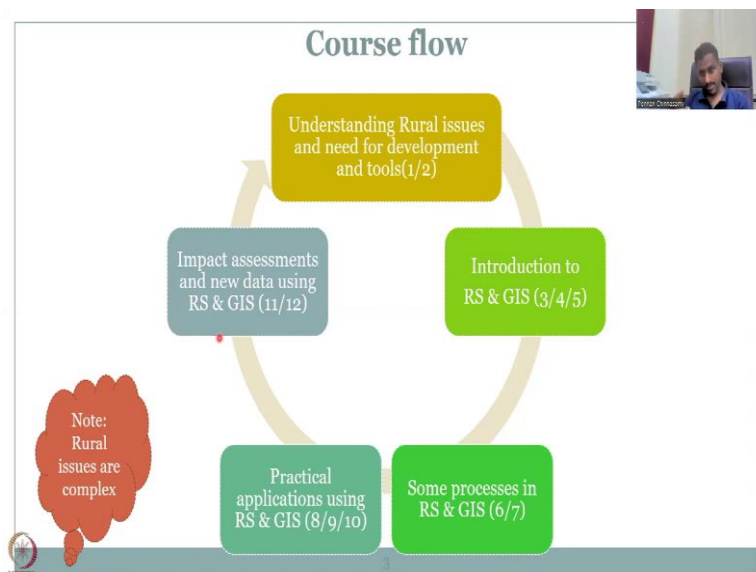 Course flow
Pennan Chinnasamy
Understanding Rural issues
and need for development
and tools(1/2)
Impact assessments
and new data using
RS & GIS (11/12)
Introduction to
RS & GIS (3/4/5)
Note:
Rural
issues are
complex
Practical
applications using
RS & GIS (8/9/10)
Some processes in
RS & GIS (6/7)
3